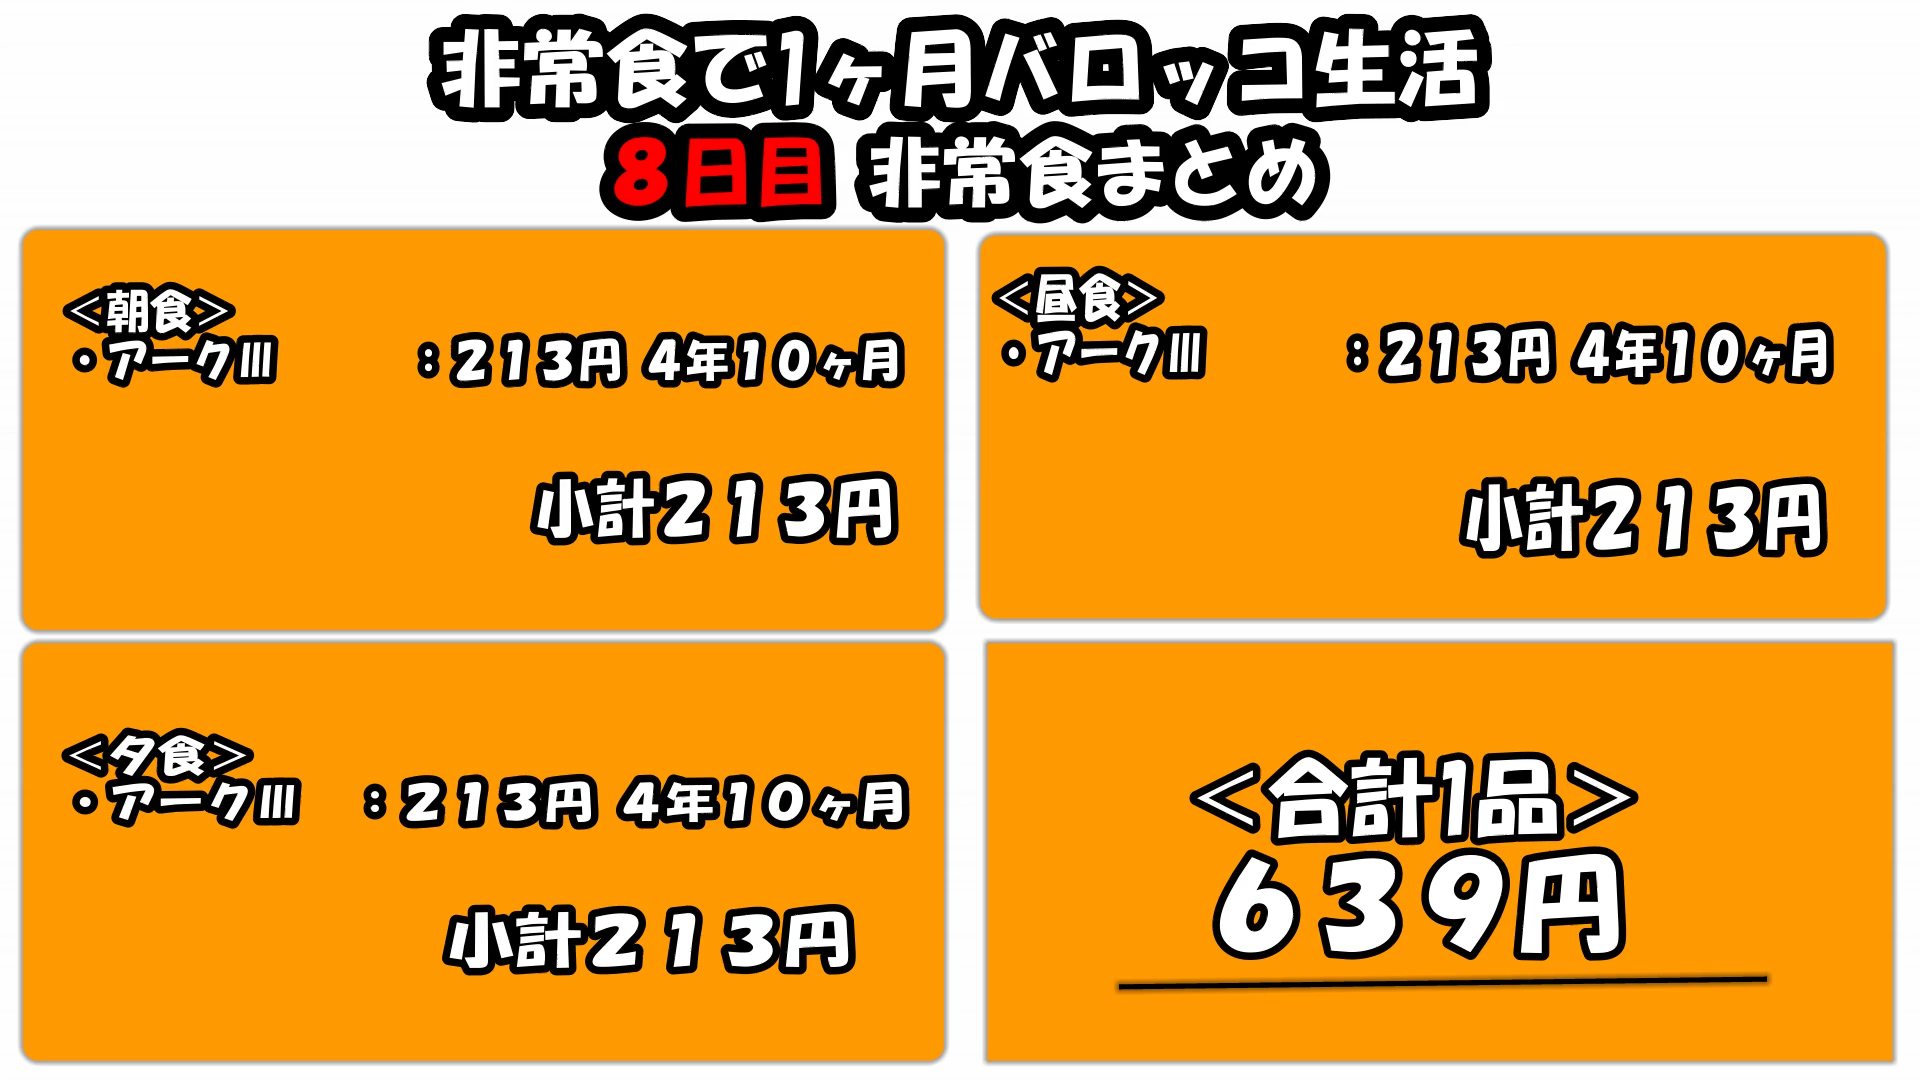 非常食で1ヶ月バロッコ生活
８日目 非常食まとめ
＜朝食＞
・アークⅢ ：２１３円 ４年１０ヶ月
小計２１３円
＜昼食＞
・アークⅢ ：２１３円 ４年１０ヶ月
小計２１３円
＜夕食＞
・アークⅢ ：２１３円 ４年１０ヶ月
小計２１３円
＜合計1品＞
６３９円